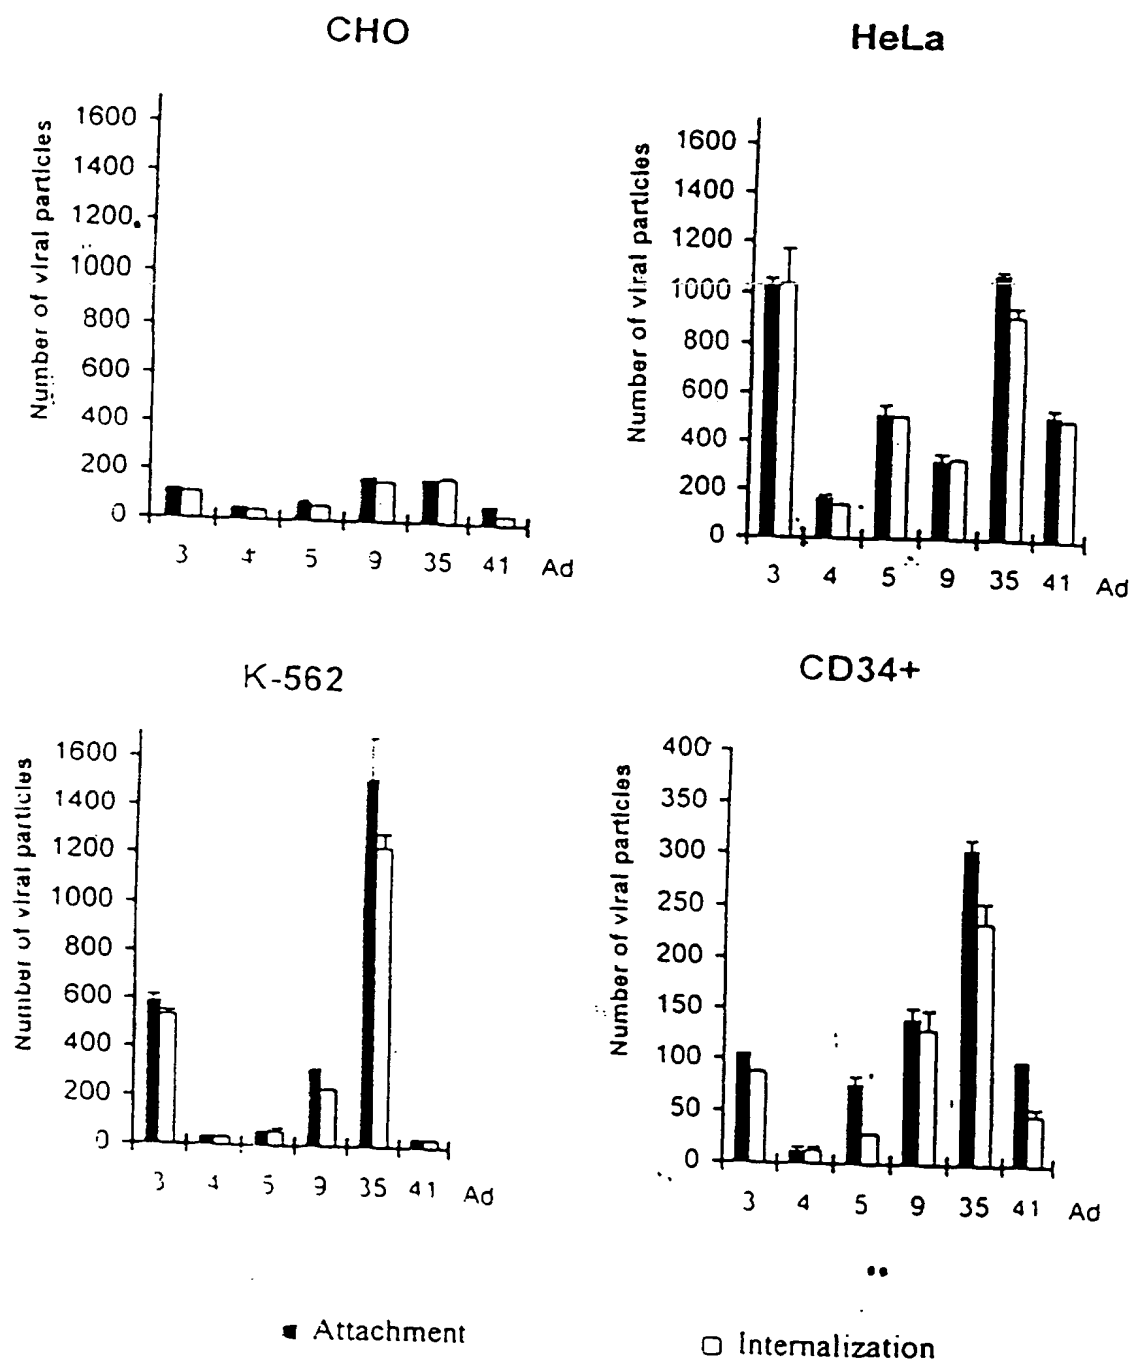 CHO
Number of viral particles
1600
1400
1200
1000
800
600
400
200
0
3 4 5 9 35 41 Ad
HeLa
Number of viral particles
1600
1400
1200
1000
800
600
400
200
0
3 4 5 9 35 41 Ad
K-562
Number of viral particles
1600
1400
1200
1000
800
600
400
200
0
3 4 5 9 35 41 Ad
CD34+
Number of viral particles
400
350
300
250
200
150
100
50
0
3 4 5 9 35 41 Ad
Attachment
Internalization